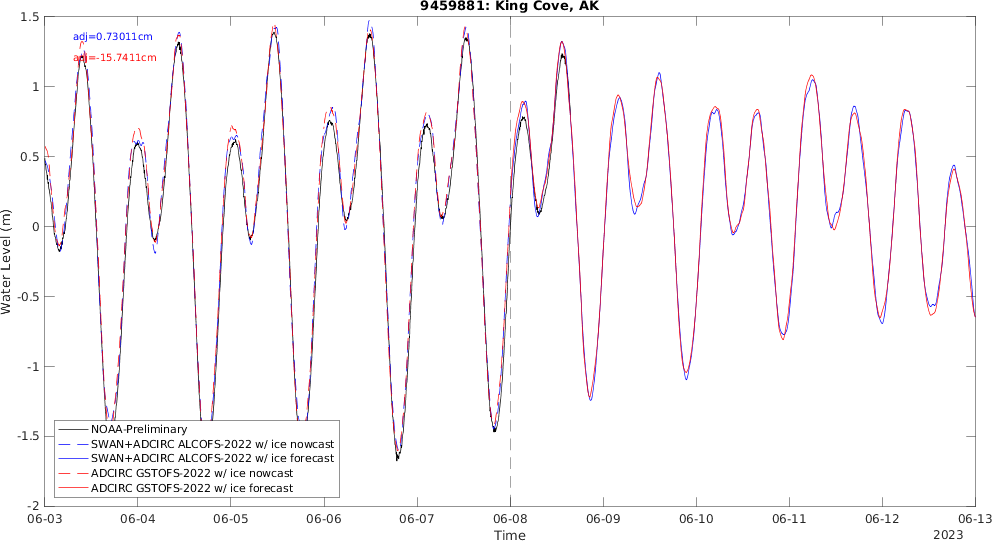 9459881: King Cove, AK
adj=0.73011cm
adj=-15.7411cm
Water Level (m)
1.5
1
0.5
0
-0.5
-1
-1.5
-2
NOAA-Preliminary
SWAN+ADCIRC ALCOFS-2022 w/ ice nowcast
SWAN+ADCIRC ALCOFS-2022 w/ ice forecast
ADCIRC GSTOFS-2022 w/ ice nowcast
ADCIRC GSTOFS-2022 w/ ice forecast
06-03 06-04 06-05 06-06 06-07 06-08 06-09 06-10 06-11 06-12 06-13
Time
2023